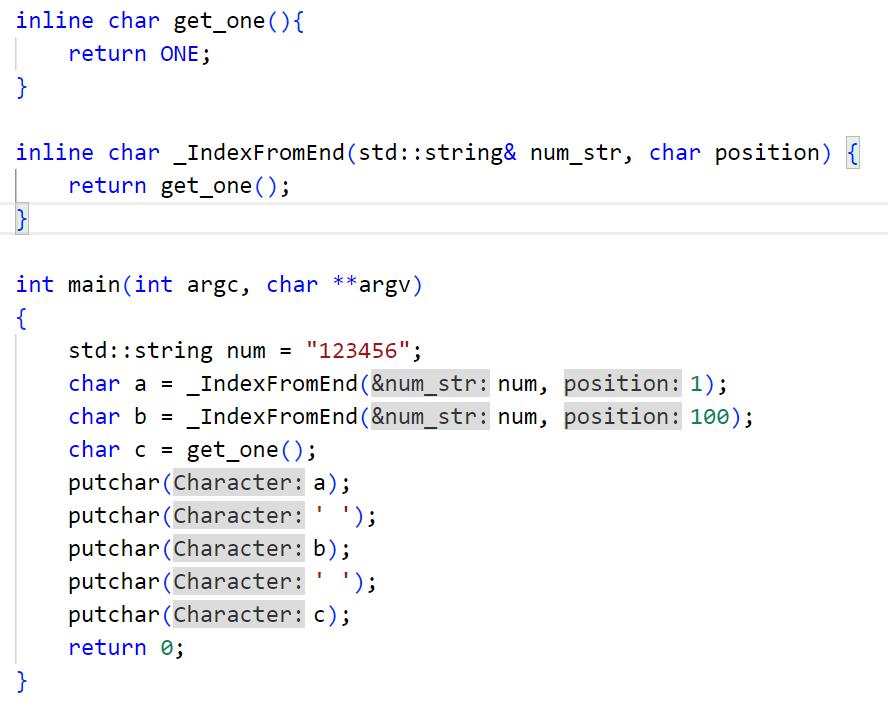 inline char get_one(){
    return ONE;
}

inline char _IndexFromEnd(std::string& num_str, char position) {
    return get_one();
}

int main(int argc, char **argv)
{
    std::string num = "123456";
    char a = _IndexFromEnd(&num_str: num, position: 1);
    char b = _IndexFromEnd(&num_str: num, position: 100);
    char c = get_one();
    putchar(Character: a);
    putchar(Character: ' ');
    putchar(Character: b);
    putchar(Character: ' ');
    putchar(Character: c);
    return 0;
}